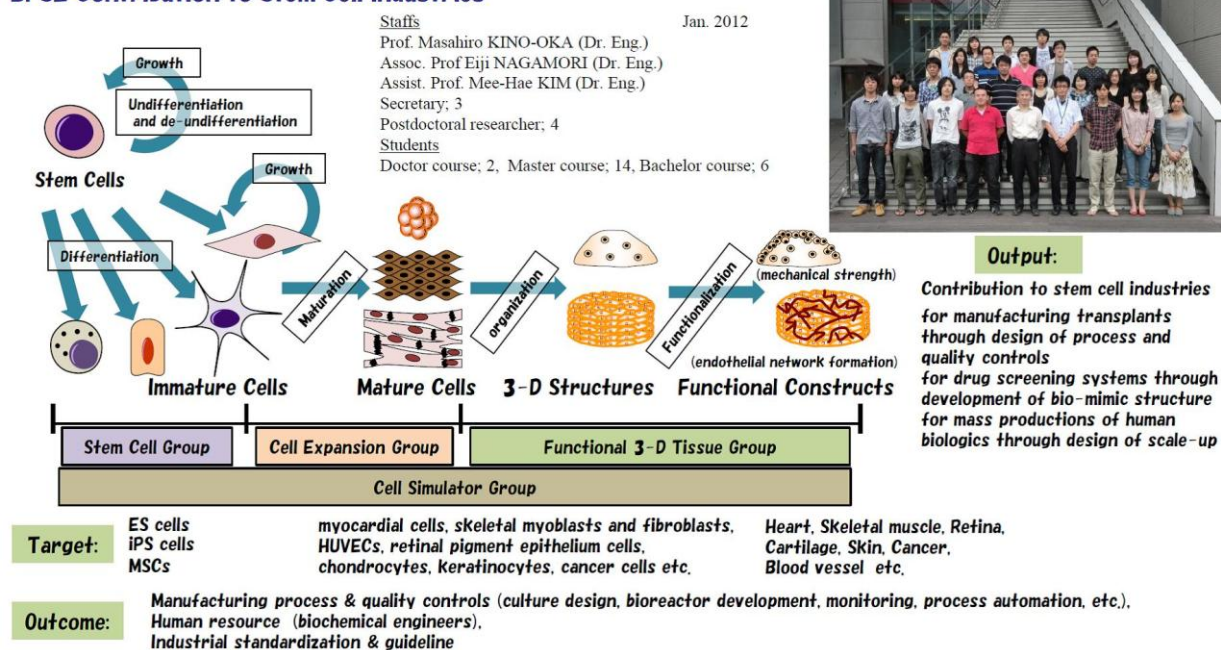 Staffs
Jan. 2012
Prof. Masahiro KINO-OKA (Dr. Eng.)
Assoc. Prof Eiji NAGAMORI (Dr. Eng.)
Assist. Prof. Mee-Hae KIM (Dr. Eng.)
Secretary; 3
Postdoctoral researcher; 4
Students
Doctor course; 2, Master course; 14, Bachelor course; 6
Growth
Undifferentiation
and de-undifferentiation
Stem Cells
Growth
Differentiation
Maturation
organization
Functionalization
(mechanical strength)
(endothelial network formation)
Immature Cells
Mature Cells
3-D Structures
Functional Constructs
Output:
Contribution to stem cell industries
for manufacturing transplants
through design of process and
quality controls
for drug screening systems through
development of bio-mimic structure
for mass productions of human
biologics through design of scale-up
Stem Cell Group
Cell Expansion Group
Functional 3-D Tissue Group
Cell Simulator Group
Target:
ES cells
iPS cells
MSCs
myocardial cells, skeletal myoblasts and fibroblasts,
HUVECs, retinal pigment epithelium cells,
chondrocytes, keratinocytes, cancer cells etc.
Heart, Skeletal muscle, Retina,
Cartilage, Skin, Cancer,
Blood vessel etc.
Outcome:
Manufacturing process & quality controls (culture design, bioreactor development, monitoring, process automation, etc.),
Human resource (biochemical engineers),
Industrial standardization & guideline